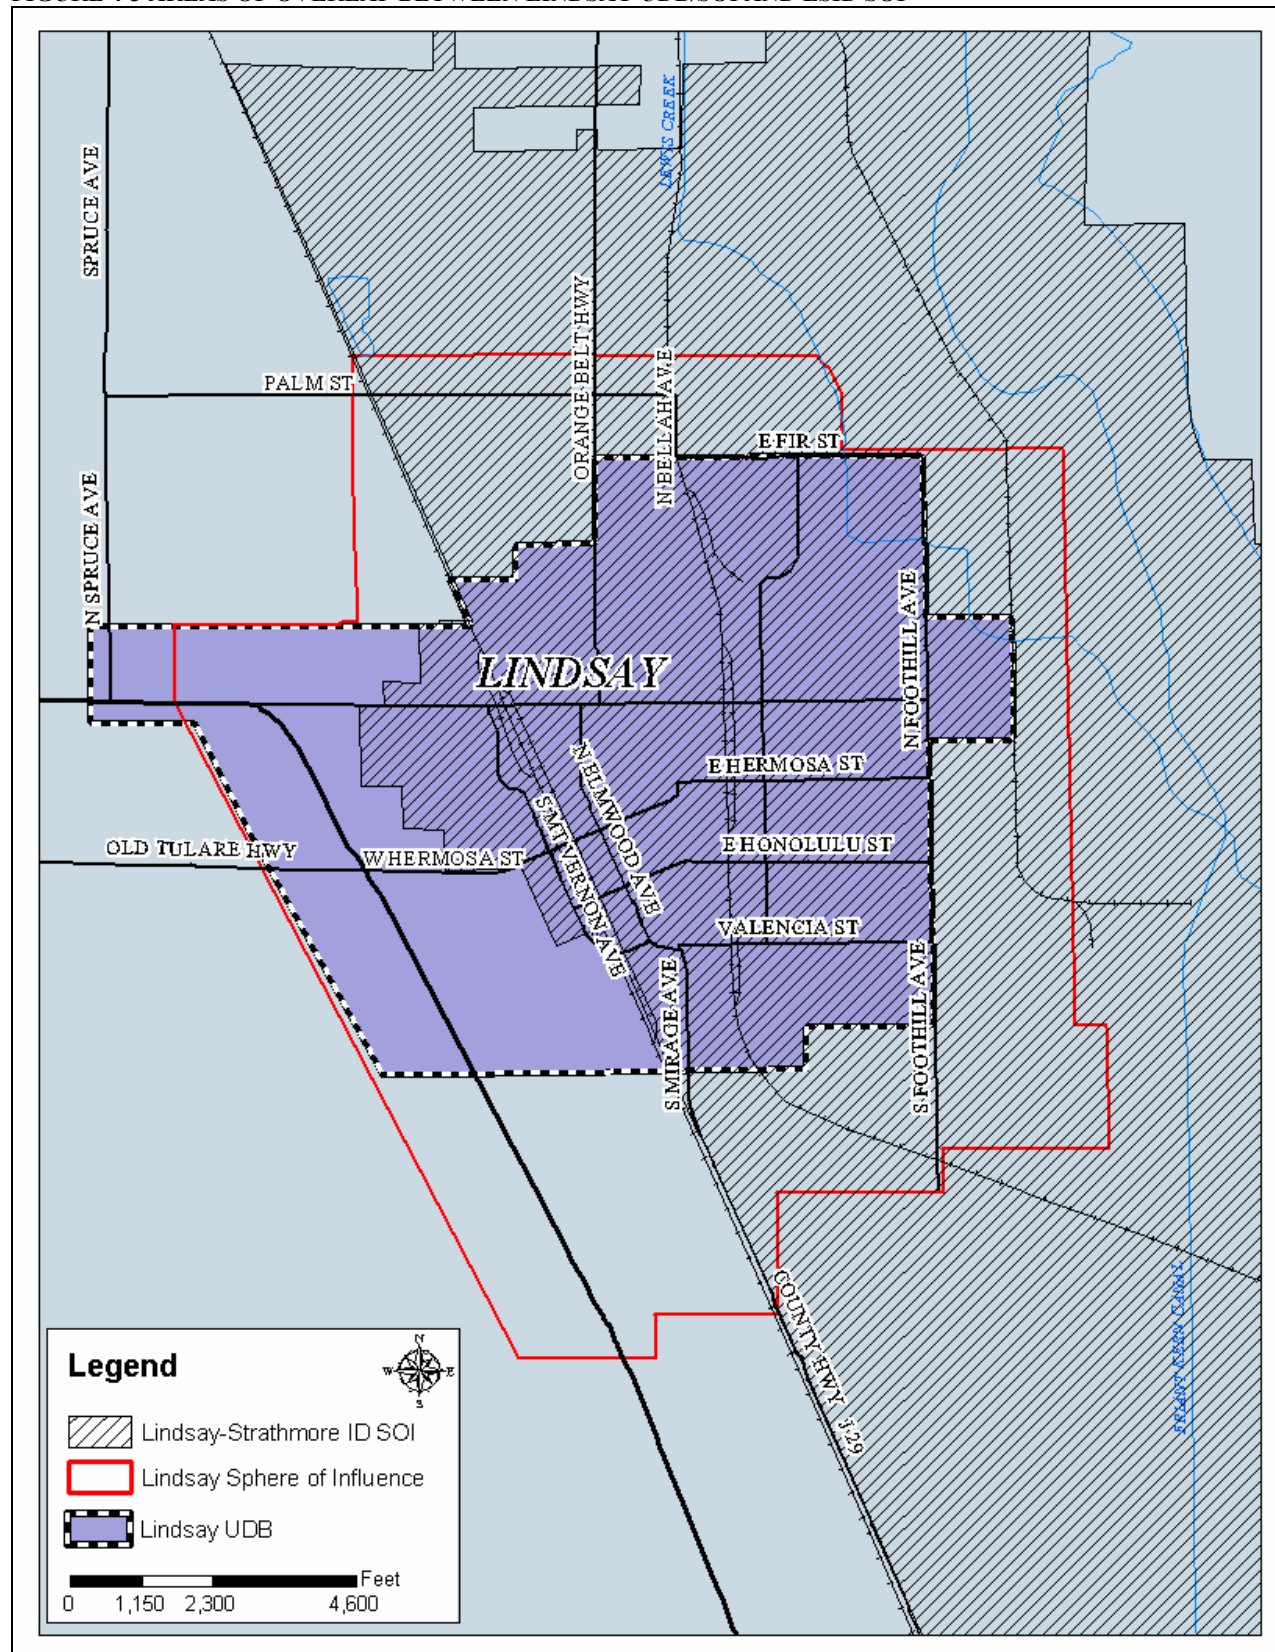 SPRUCE AVE
LEWIS CREEK
ORANGE BELT HWY
PALM ST
N BELLAH AVE
E FIR ST
N SPRUCE AVE
N FOOTHILL AVE
LINDSAY
N ELMWOOD AVE
E HERMOSA ST
S MT VERNON AVE
OLD TULARE HWY
W HERMOSA ST
E HONOLULU ST
VALENCIA ST
S MIRAGE AVE
S FOOTHILL AVE
COUNTY HWY J 29
FRIANT KERN CANAL
Legend
N
W E
S
Lindsay-Strathmore ID SOI
Lindsay Sphere of Influence
Lindsay UDB
Feet
0 1,150 2,300 4,600